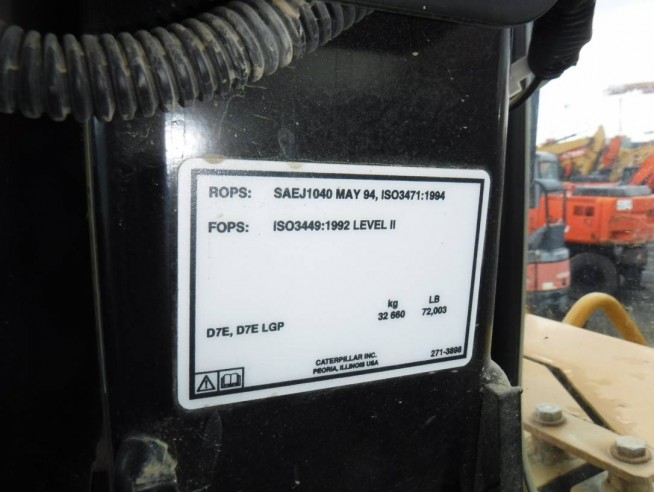 ROPS: SAEJ1040 MAY 94, ISO3471:1994
FOPS: ISO3449:1992 LEVEL II
kg LB
D7E, D7E LGP 32 660 72,003
CATERPILLAR INC.
PEORIA, ILLINOIS USA 271-3898